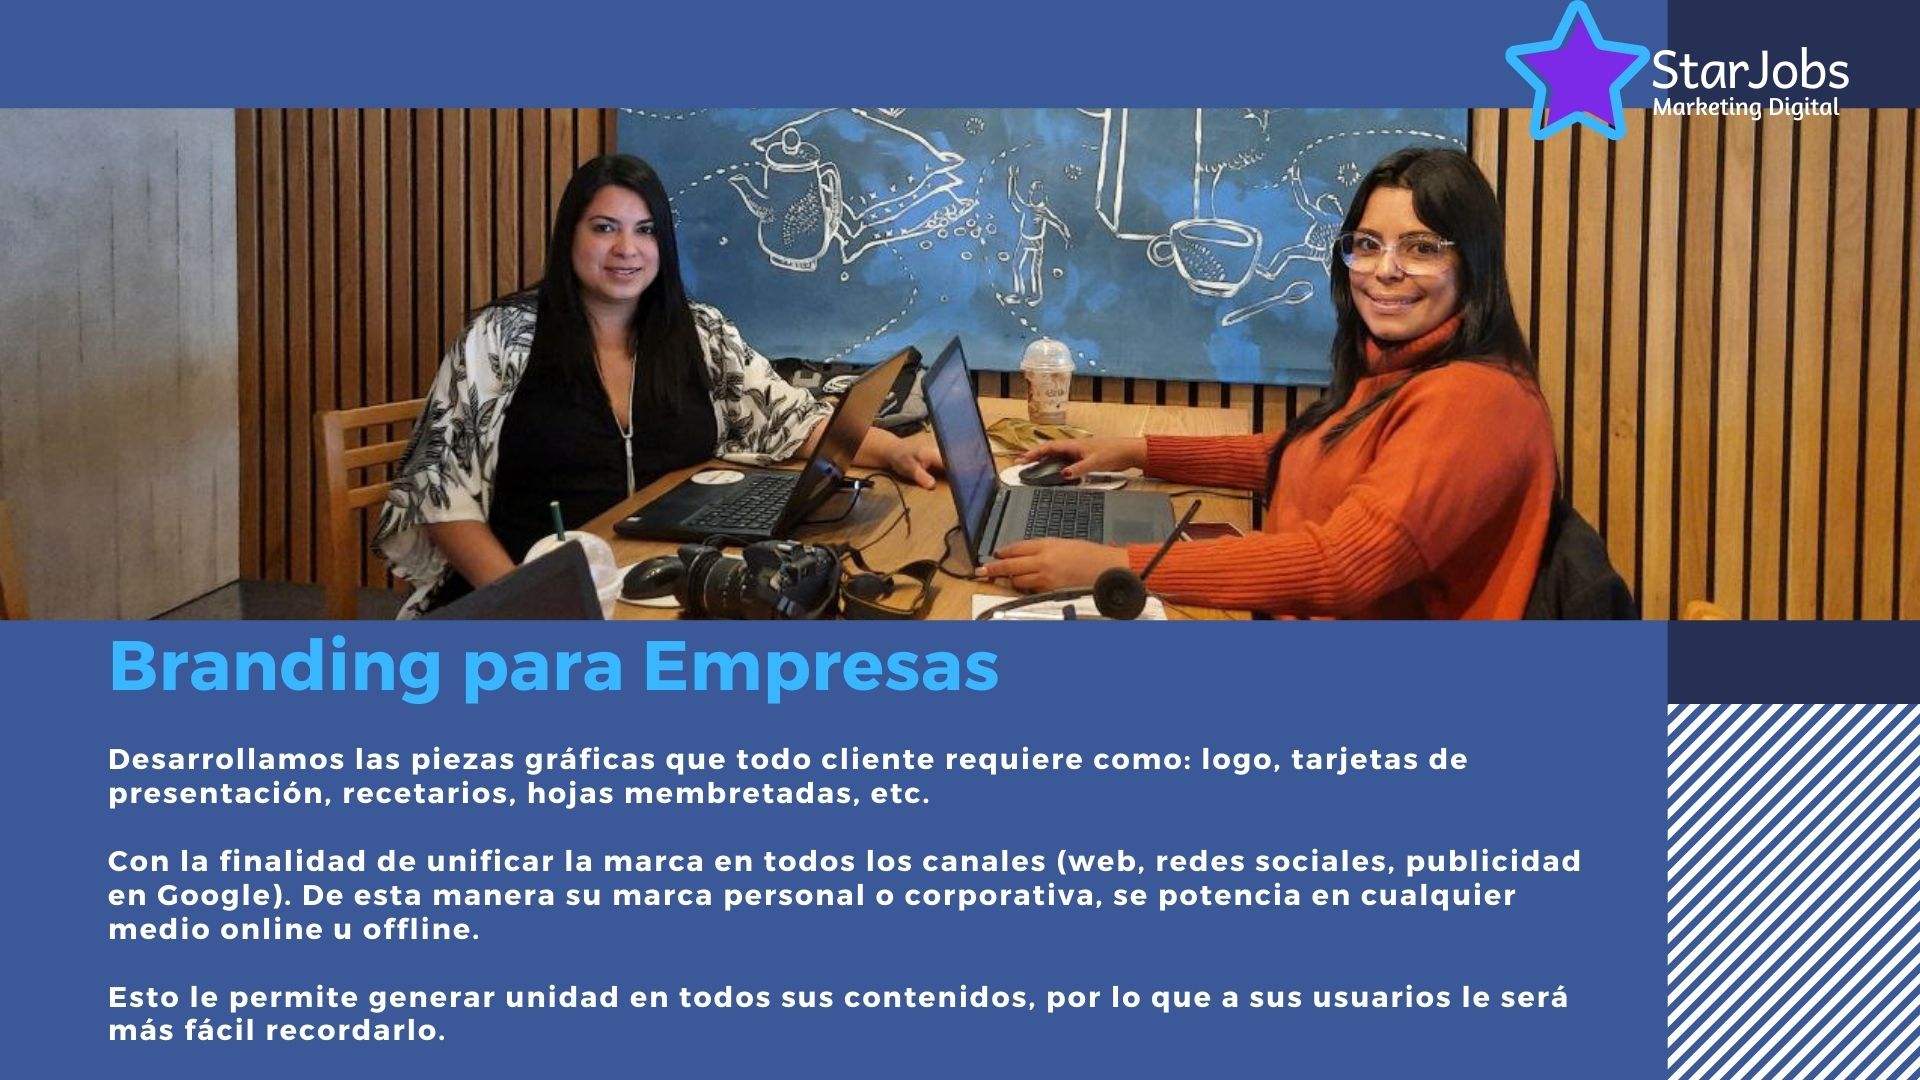 StarJobs
Marketing Digital
Branding para Empresas
Desarrollamos las piezas gráficas que todo cliente requiere como: logo, tarjetas de
presentación, recetarios, hojas membretadas, etc.
Con la finalidad de unificar la marca en todos los canales (web, redes sociales, publicidad
en Google). De esta manera su marca personal o corporativa, se potencia en cualquier
medio online u offline.
Esto le permite generar unidad en todos sus contenidos, por lo que a sus usuarios le será
más fácil recordarlo.